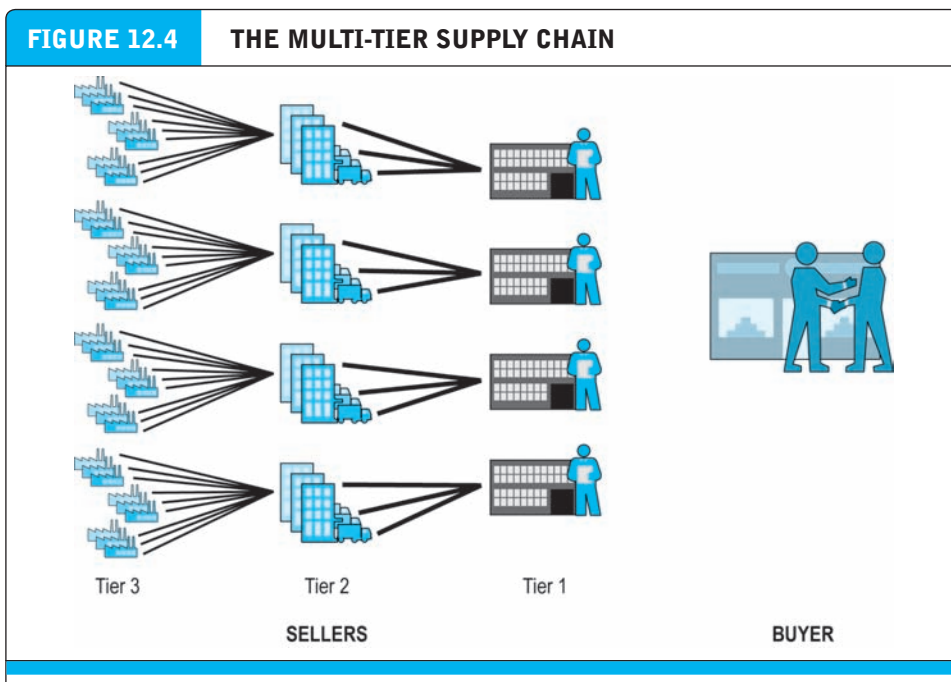 FIGURE 12.4 THE MULTI-TIER SUPPLY CHAIN
Tier 3 Tier 2 Tier 1
SELLERS BUYER